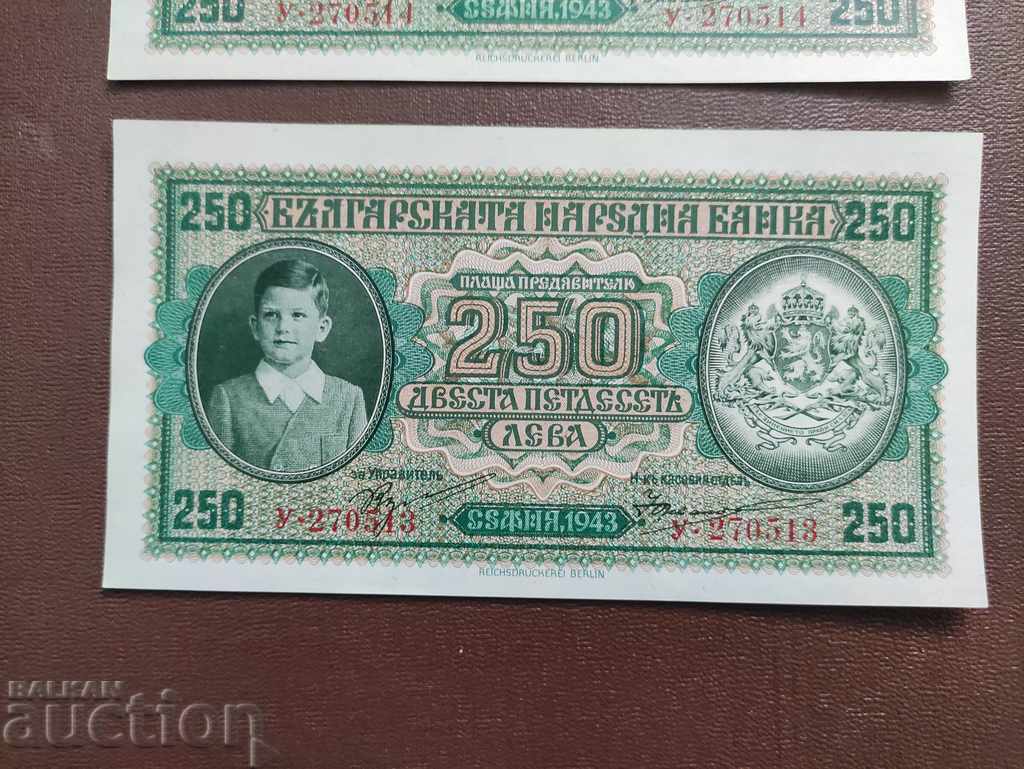 250 У·270514 СОФИЯ, 1943 У·270514 250
REICHSDRUCKEREI BERLIN
250 БЪЛГАРСКАТА НАРОДНА БАНКА 250
ПЛАЩА ПРЕДЯВИТЕЛЮ
250
ДВЕСТА ПЕТДЕСЕТЬ
ЛЕВА
за Управитель Н-къ касовия отдѣлъ
250 У·270513 СОФИЯ, 1943 У·270513 250
REICHSDRUCKEREI BERLIN
BALKAN
auction